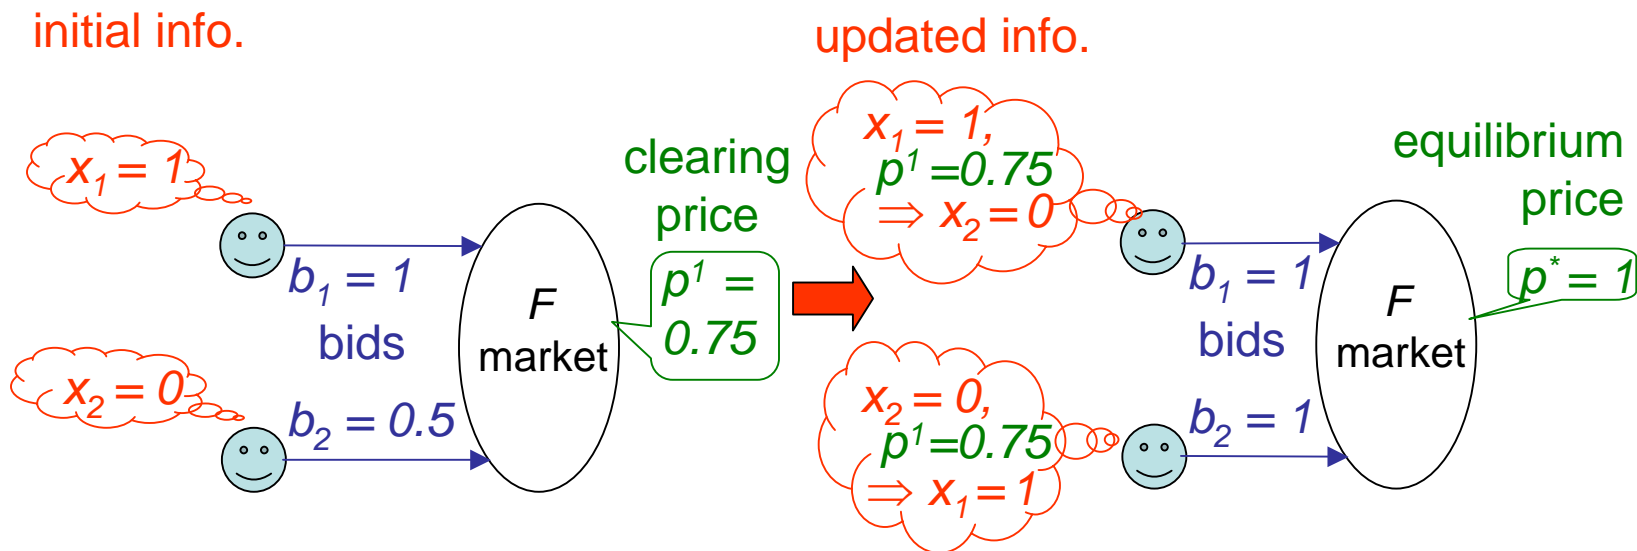 initial info.
x₁ = 1
b₁ = 1
bids
x₂ = 0
b₂ = 0.5
F
market
clearing
price
p¹ =
0.75
updated info.
x₁ = 1,
p¹ =0.75
⇒ x₂ = 0
b₁ = 1
bids
x₂ = 0,
p¹ =0.75
⇒ x₁ = 1
b₂ = 1
F
market
equilibrium
price
p* = 1